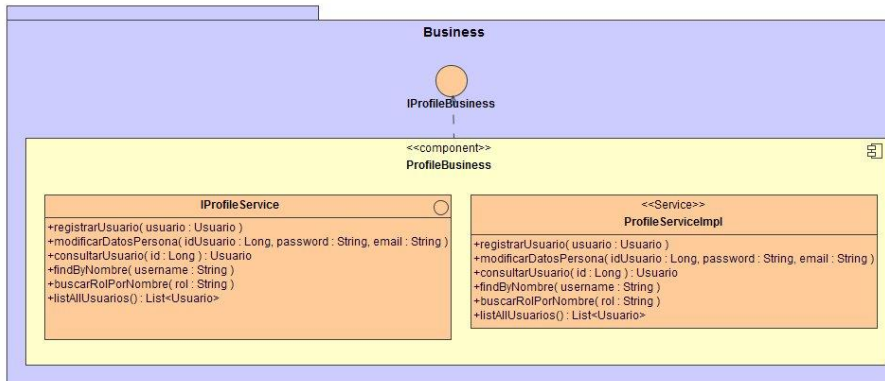 Business
IProfileBusiness
<<component>>
ProfileBusiness
IProfileService
+registrarUsuario( usuario : Usuario )
+modificarDatosPersona( idUsuario : Long, password : String, email : String )
+consultarUsuario( id : Long ) : Usuario
+findByNombre( username : String )
+buscarRolPorNombre( rol : String )
+listAllUsuarios() : List<Usuario>
<<Service>>
ProfileServiceImpl
+registrarUsuario( usuario : Usuario )
+modificarDatosPersona( idUsuario : Long, password : String, email : String )
+consultarUsuario( id : Long ) : Usuario
+findByNombre( username : String )
+buscarRolPorNombre( rol : String )
+listAllUsuarios() : List<Usuario>